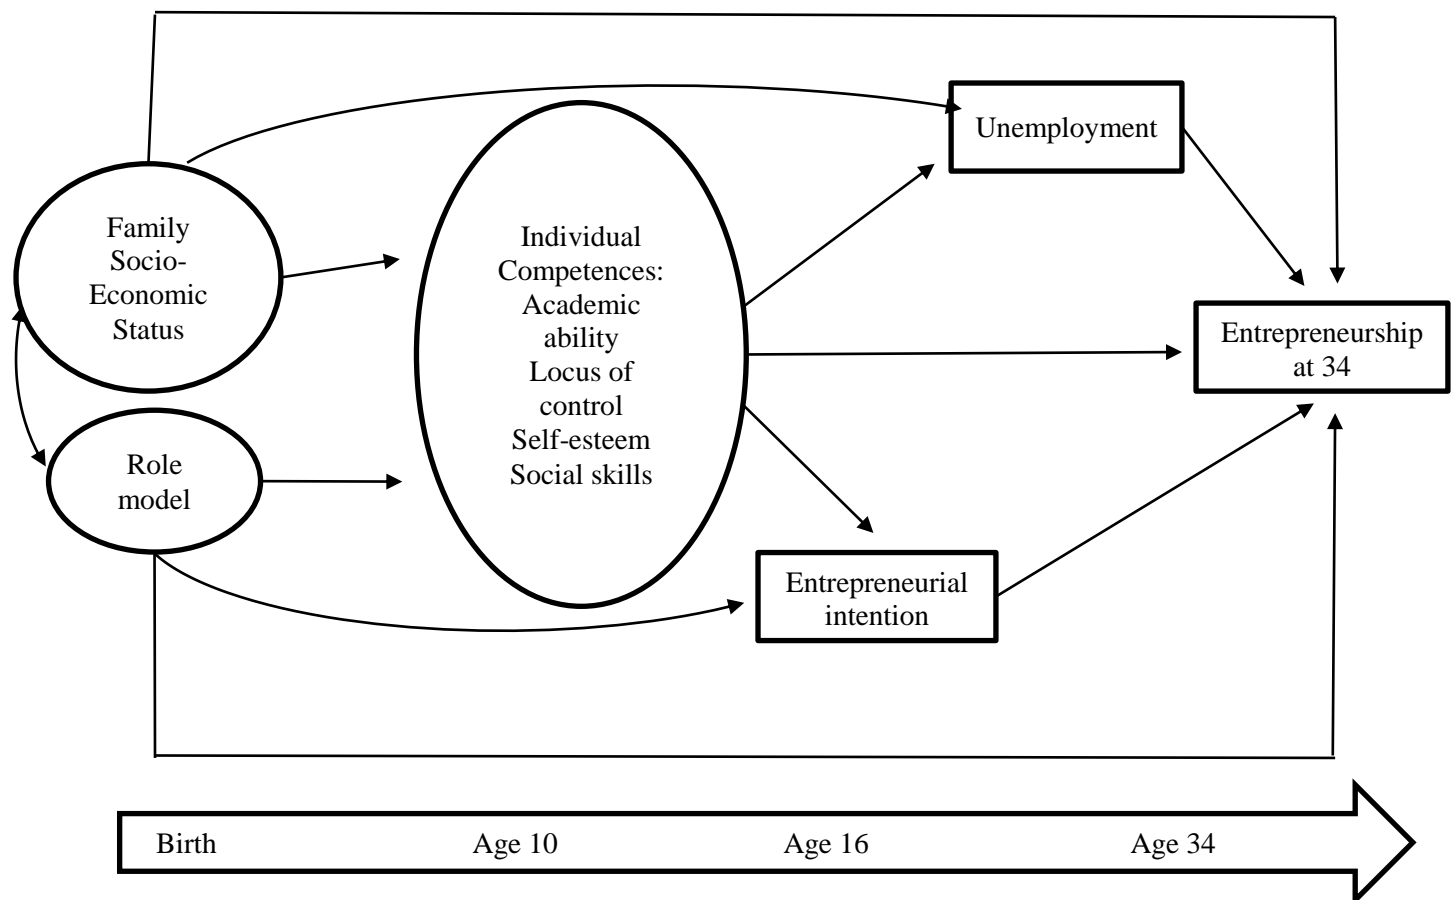 Unemployment
Family
Socio-
Economic
Status
Individual
Competences:
Academic
ability
Locus of
control
Self-esteem
Social skills
Entrepreneurship
at 34
Role
model
Entrepreneurial
intention
Birth
Age 10
Age 16
Age 34